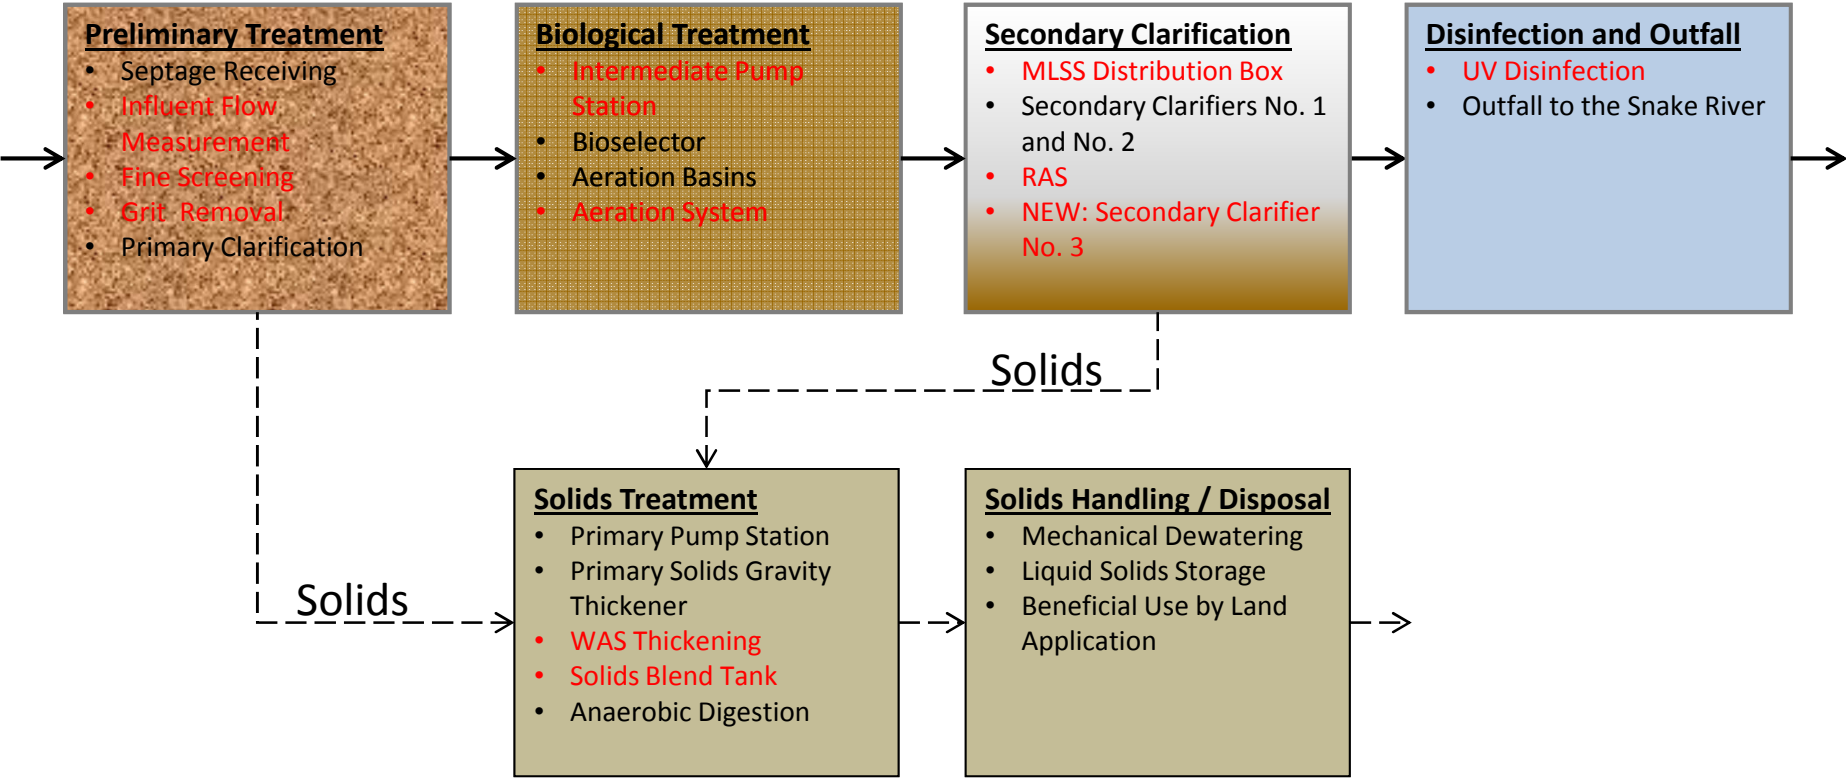 Preliminary Treatment
• Septage Receiving
• Influent Flow
Measurement
• Fine Screening
• Grit Removal
• Primary Clarification
Biological Treatment
• Intermediate Pump
Station
• Bioselector
• Aeration Basins
• Aeration System
Secondary Clarification
• MLSS Distribution Box
• Secondary Clarifiers No. 1
and No. 2
• RAS
• NEW: Secondary Clarifier
No. 3
Disinfection and Outfall
• UV Disinfection
• Outfall to the Snake River
Solids
Solids
Solids Treatment
• Primary Pump Station
• Primary Solids Gravity
Thickener
• WAS Thickening
• Solids Blend Tank
• Anaerobic Digestion
Solids Handling / Disposal
• Mechanical Dewatering
• Liquid Solids Storage
• Beneficial Use by Land
Application